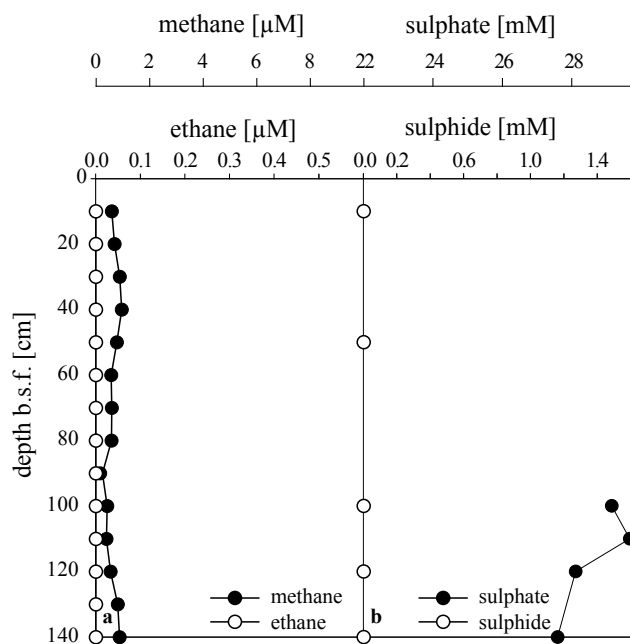 methane [µM] sulphate [mM]
0 2 4 6 8 22 24 26 28
ethane [µM] sulphide [mM]
0.0 0.1 0.2 0.3 0.4 0.5 0.0 0.2 0.6 1.0 1.4
0
20
40
60
80
100
120
140
depth b.s.f. [cm]
methane sulphate
a ethane b sulphide